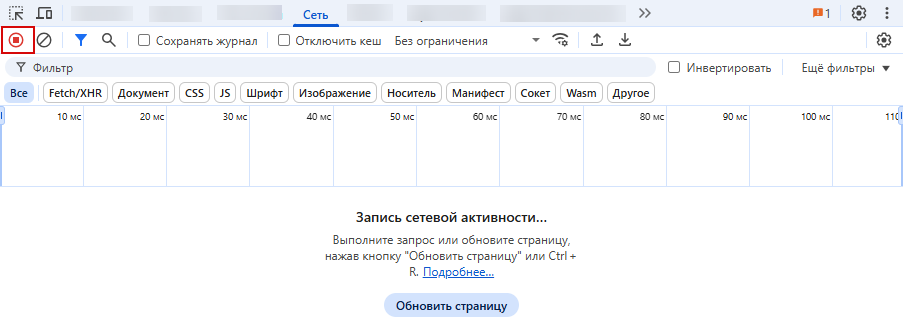 Сеть
1
Сохранять журнал
Отключить кеш
Без ограничения
Фильтр
Инвертировать
Ещё фильтры
Все
Fetch/XHR
Документ
CSS
JS
Шрифт
Изображение
Носитель
Манифест
Сокет
Wasm
Другое
10 мс
20 мс
30 мс
40 мс
50 мс
60 мс
70 мс
80 мс
90 мс
100 мс
110
Запись сетевой активности...
Выполните запрос или обновите страницу,
нажав кнопку "Обновить страницу" или Ctrl +
R. Подробнее...
Обновить страницу